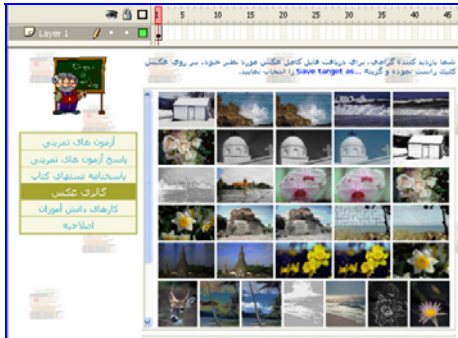 5 10 15 20 25 30 35 40 45
Layer 1
شما بازدید کننده گرامی، برای دریافت فایل کامل عکس مورد نظر خود، بر روی عکس
کلیک راست نموده و گزینه Save target as... را انتخاب نمایید.
آزمون های تمرینی
پاسخ آزمون های تمرینی
پاسخنامه تستهای کتاب
گالری عکس
کارهای دانش آموزان
اصلاحیه